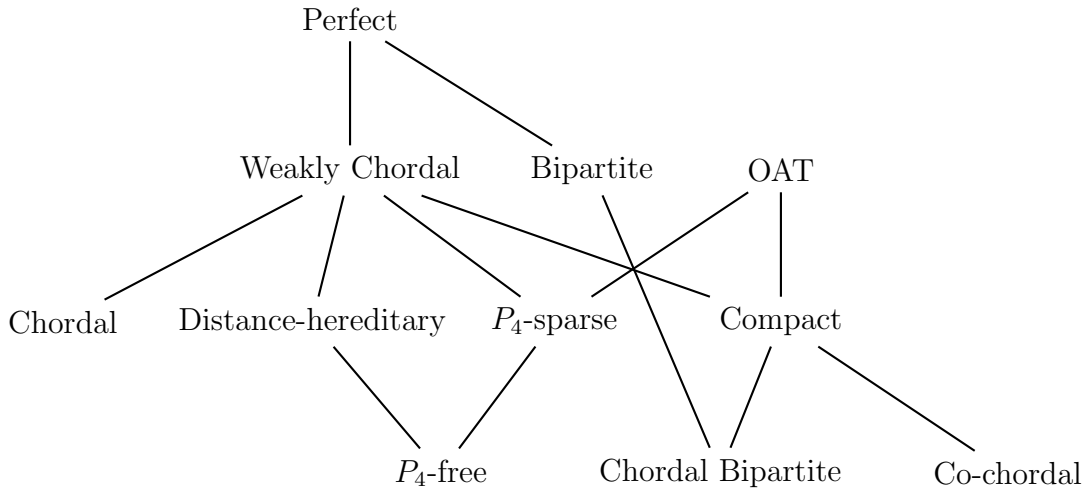 Perfect
Weakly Chordal
Bipartite
OAT
Chordal
Distance-hereditary
P₄-sparse
Compact
P₄-free
Chordal Bipartite
Co-chordal